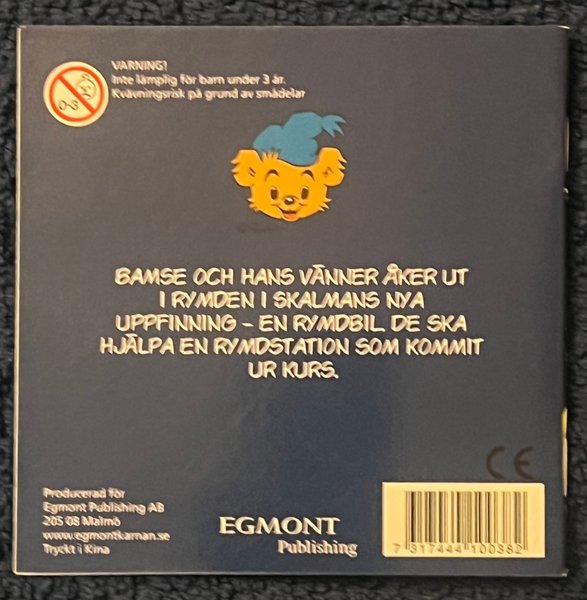 VARNING!
Inte lämplig för barn under 3 år.
Kvävningsrisk på grund av smådelar
0-3
BAMSE OCH HANS VÄNNER ÅKER UT
I RYMDEN I SKALMANS NYA
UPPFINNING – EN RYMDBIL. DE SKA
HJÄLPA EN RYMDSTATION SOM KOMMIT
UR KURS.
CE
Producerad för
Egmont Publishing AB
205 08 Malmö
www.egmontkarnan.se
Tryckt i Kina
EGMONT
Publishing
7 317444 100382